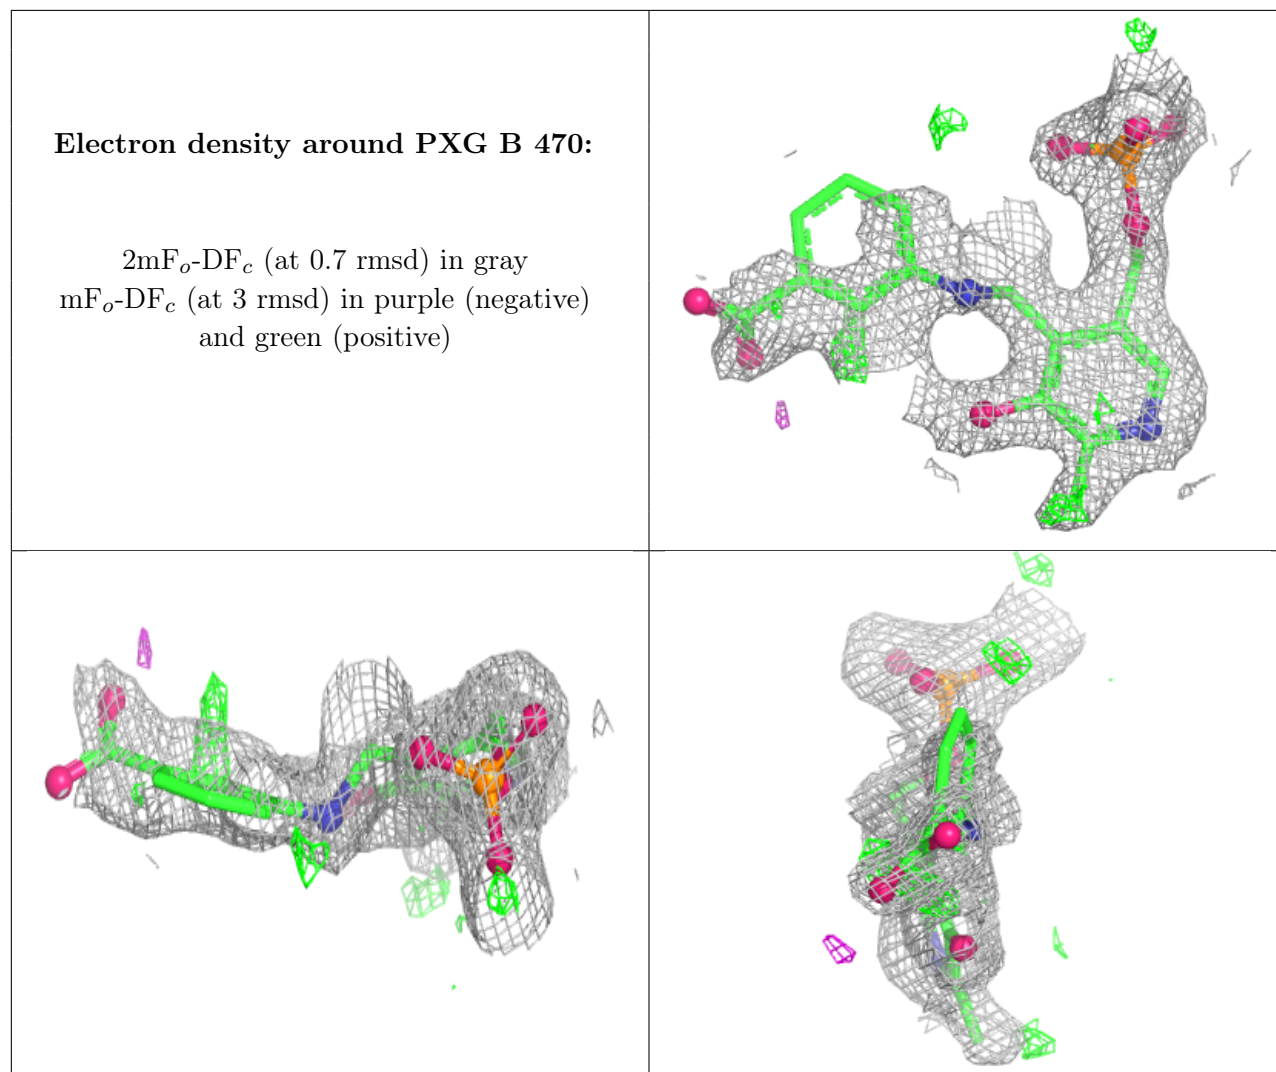 Electron density around PXG B 470:
2mFo-DFc (at 0.7 rmsd) in gray
mFo-DFc (at 3 rmsd) in purple (negative)
and green (positive)